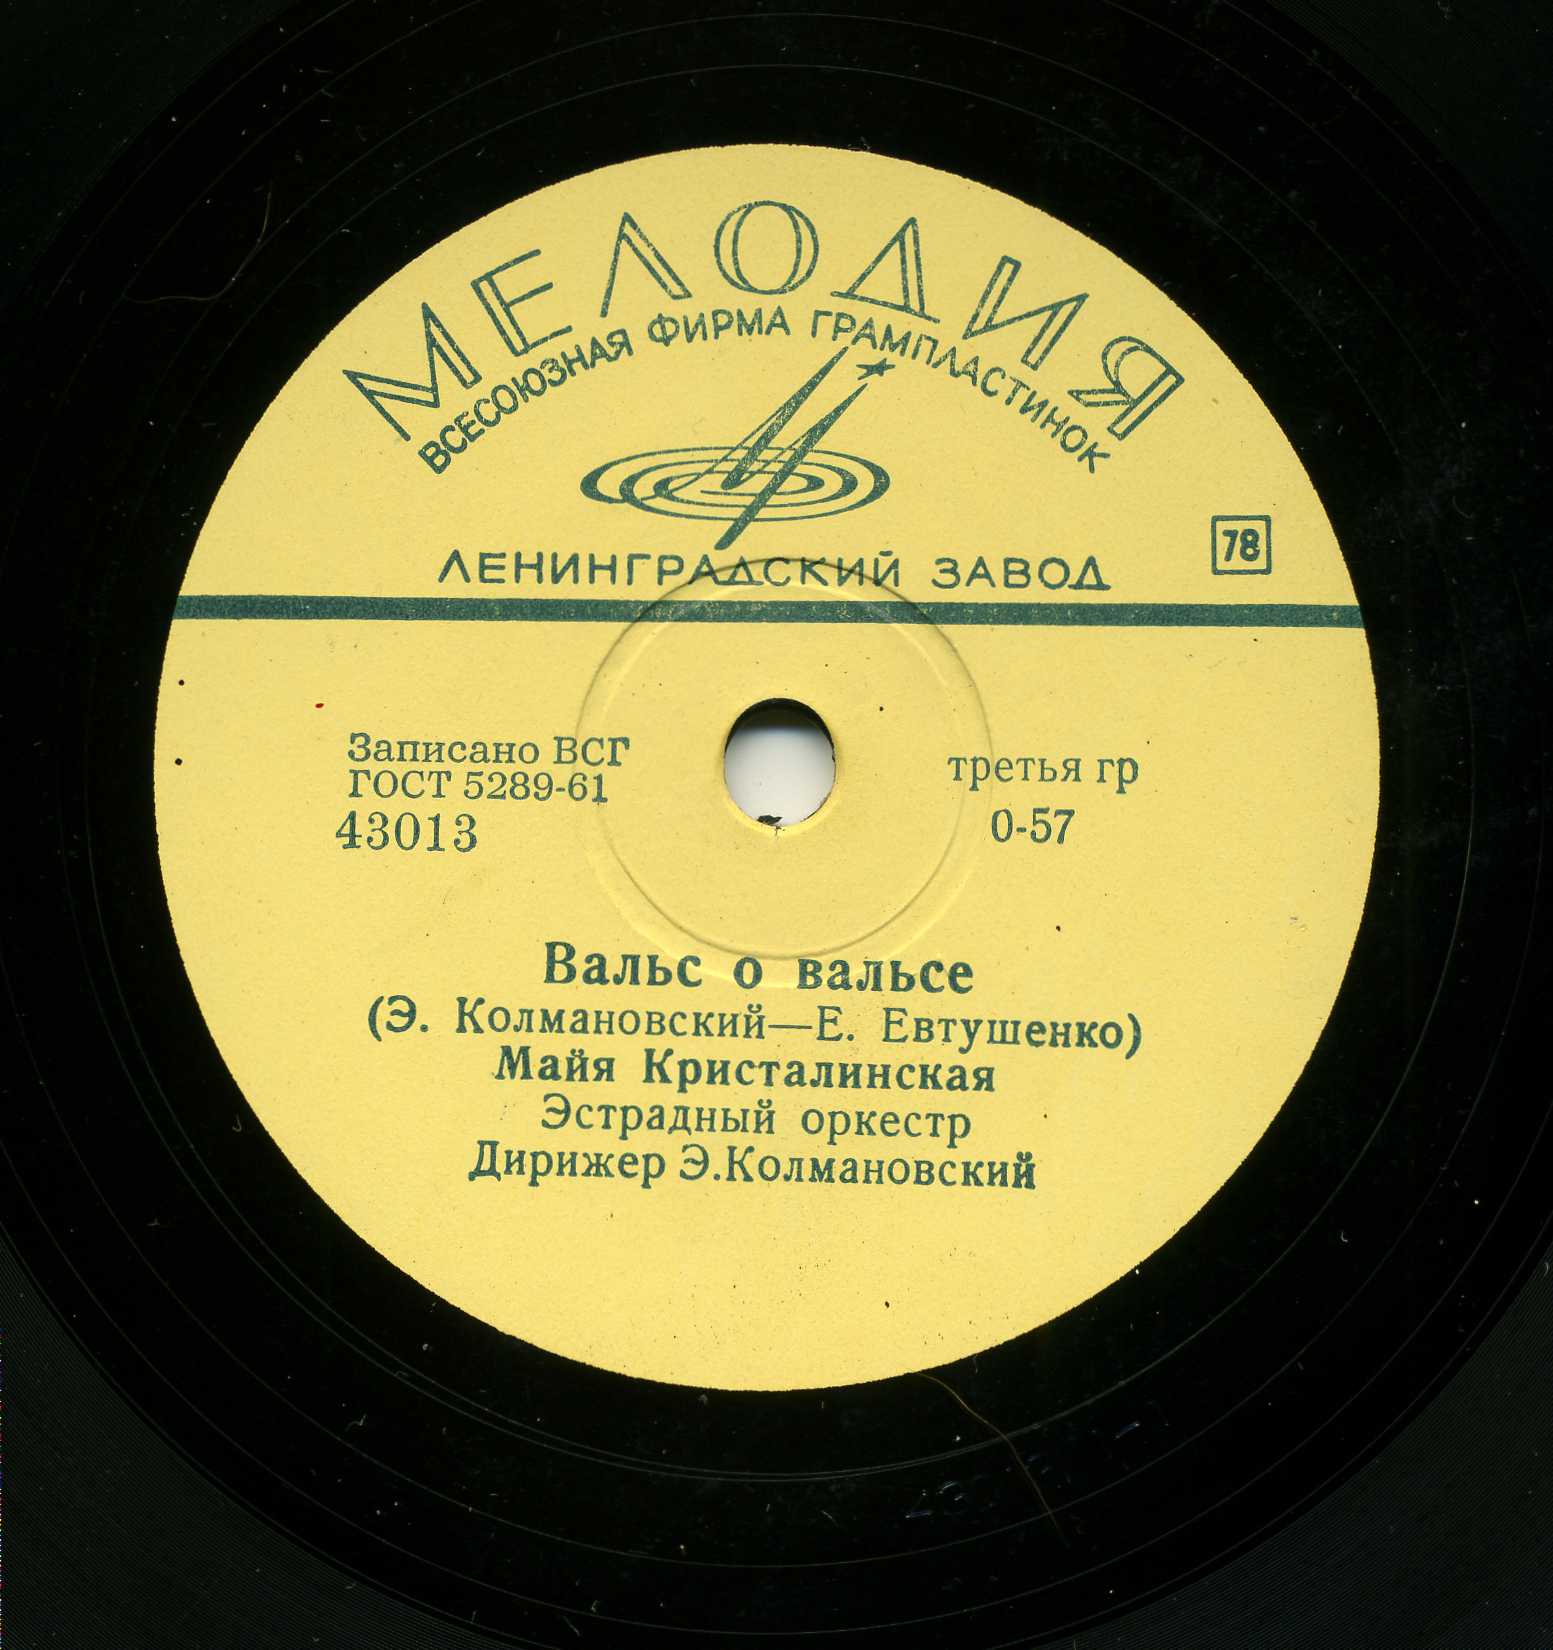 МЕЛОДИЯ
ВСЕСОЮЗНАЯ ФИРМА ГРАМПЛАСТИНОК
ЛЕНИНГРАДСКИЙ ЗАВОД
78
Записано ВСГ
ГОСТ 5289-61
43013
третья гр
0-57
Вальс о вальсе
(Э. Колмановский—Е. Евтушенко)
Майя Кристалинская
Эстрадный оркестр
Дирижер Э.Колмановский